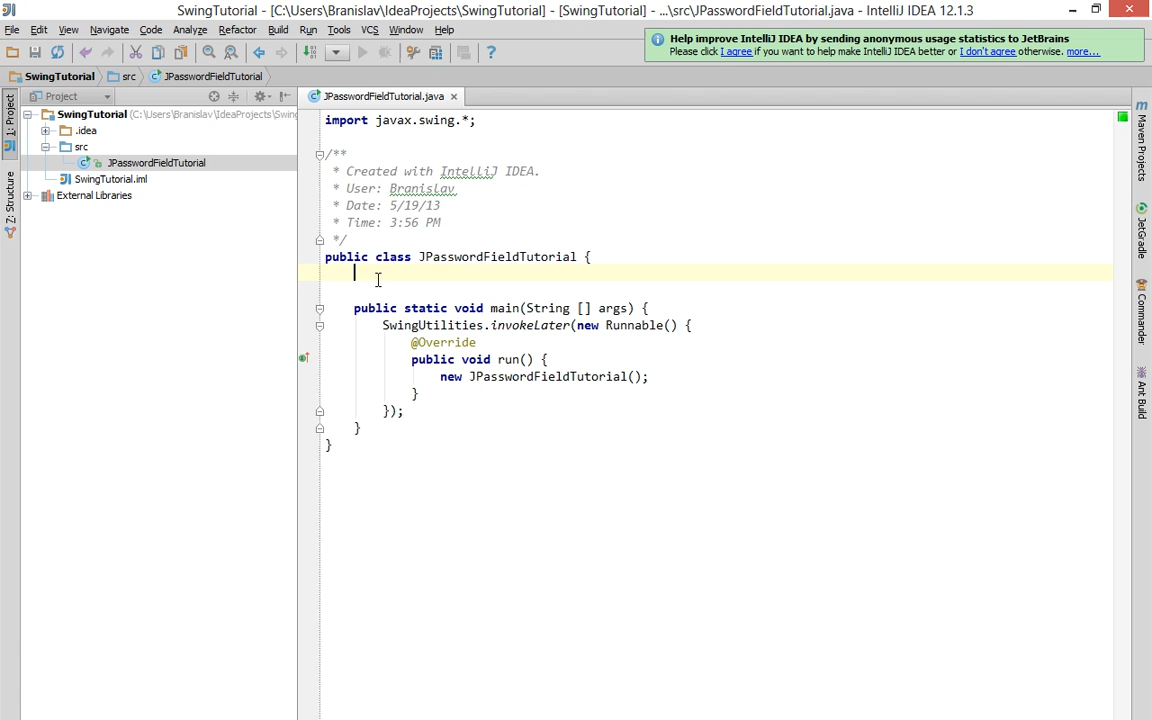 SwingTutorial - [C:\Users\Branislav\IdeaProjects\SwingTutorial] - [SwingTutorial] - ...\src\JPasswordFieldTutorial.java - IntelliJ IDEA 12.1.3
File Edit View Navigate Code Analyze Refactor Build Run Tools VCS Window Help
Help improve IntelliJ IDEA by sending anonymous usage statistics to JetBrains
Please click I agree if you want to help make IntelliJ IDEA better or I don't agree otherwise. more...
SwingTutorial src JPasswordFieldTutorial
Project JPasswordFieldTutorial.java
1: Project
7: Structure
SwingTutorial (C:\Users\Branislav\IdeaProjects\Swing
.idea
src
JPasswordFieldTutorial
SwingTutorial.iml
External Libraries
import javax.swing.*;
/**
* Created with IntelliJ IDEA.
* User: Branislav
* Date: 5/19/13
* Time: 3:56 PM
*/
public class JPasswordFieldTutorial {
public static void main(String [] args) {
SwingUtilities.invokeLater(new Runnable() {
@Override
public void run() {
new JPasswordFieldTutorial();
}
});
}
}
Maven Projects
JetGradle
Commander
Ant Build